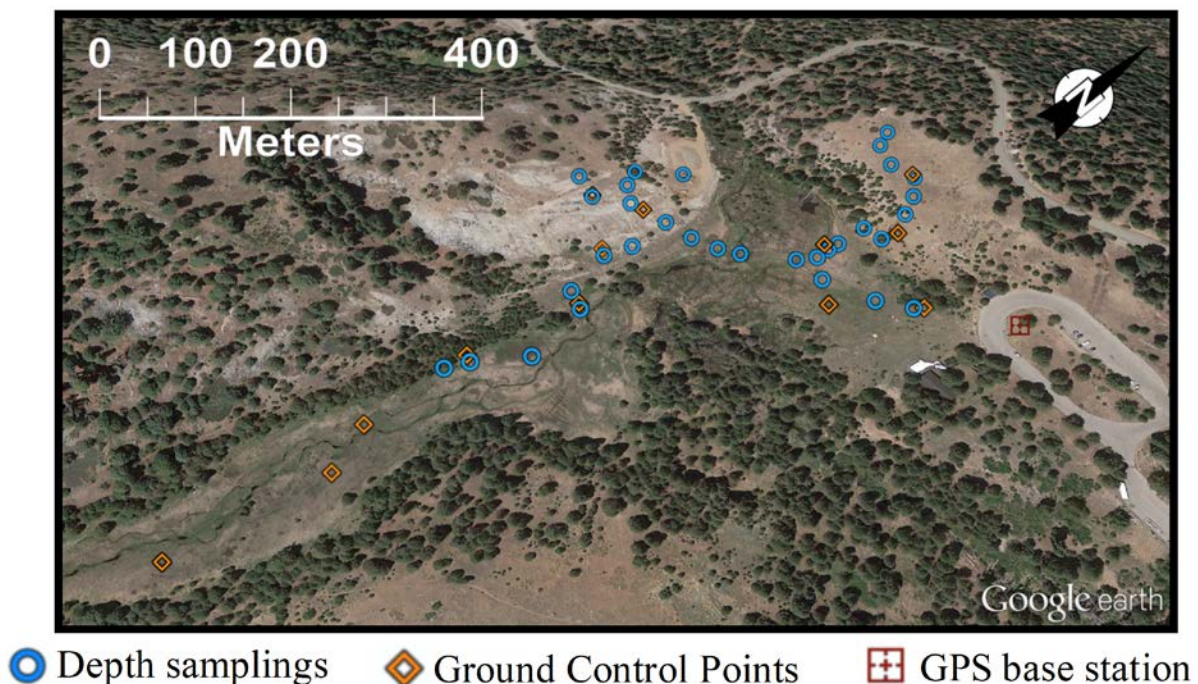 0 100 200 400
Meters
N
Google earth
Depth samplings Ground Control Points GPS base station